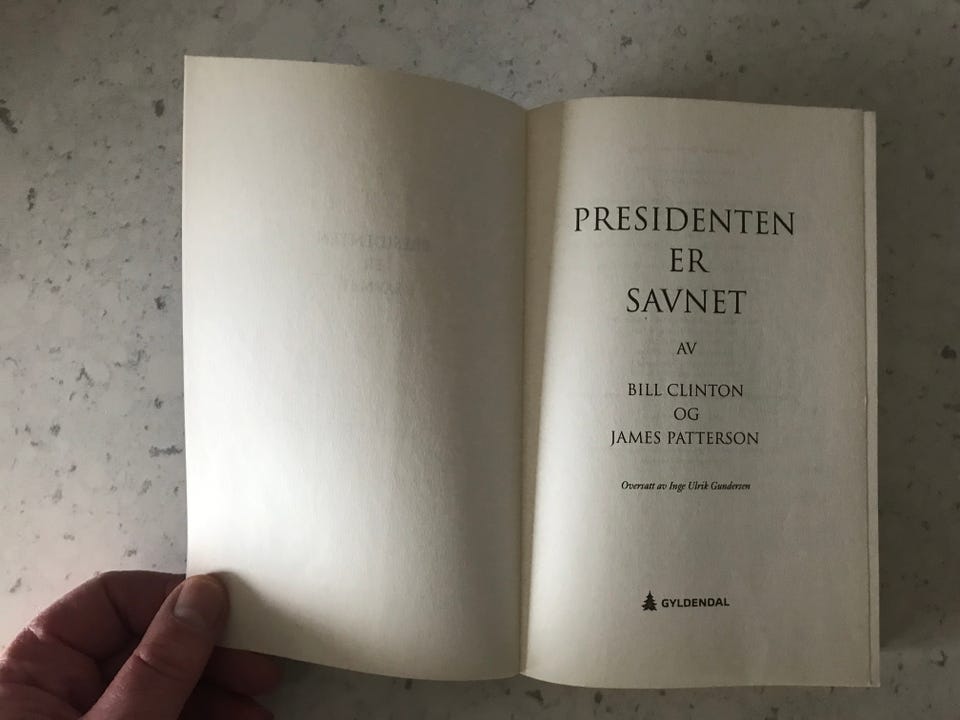 PRESIDENTEN
ER
SAVNET
AV
BILL CLINTON
OG
JAMES PATTERSON
Oversatt av Inge Ulrik Gundersen
GYLDENDAL